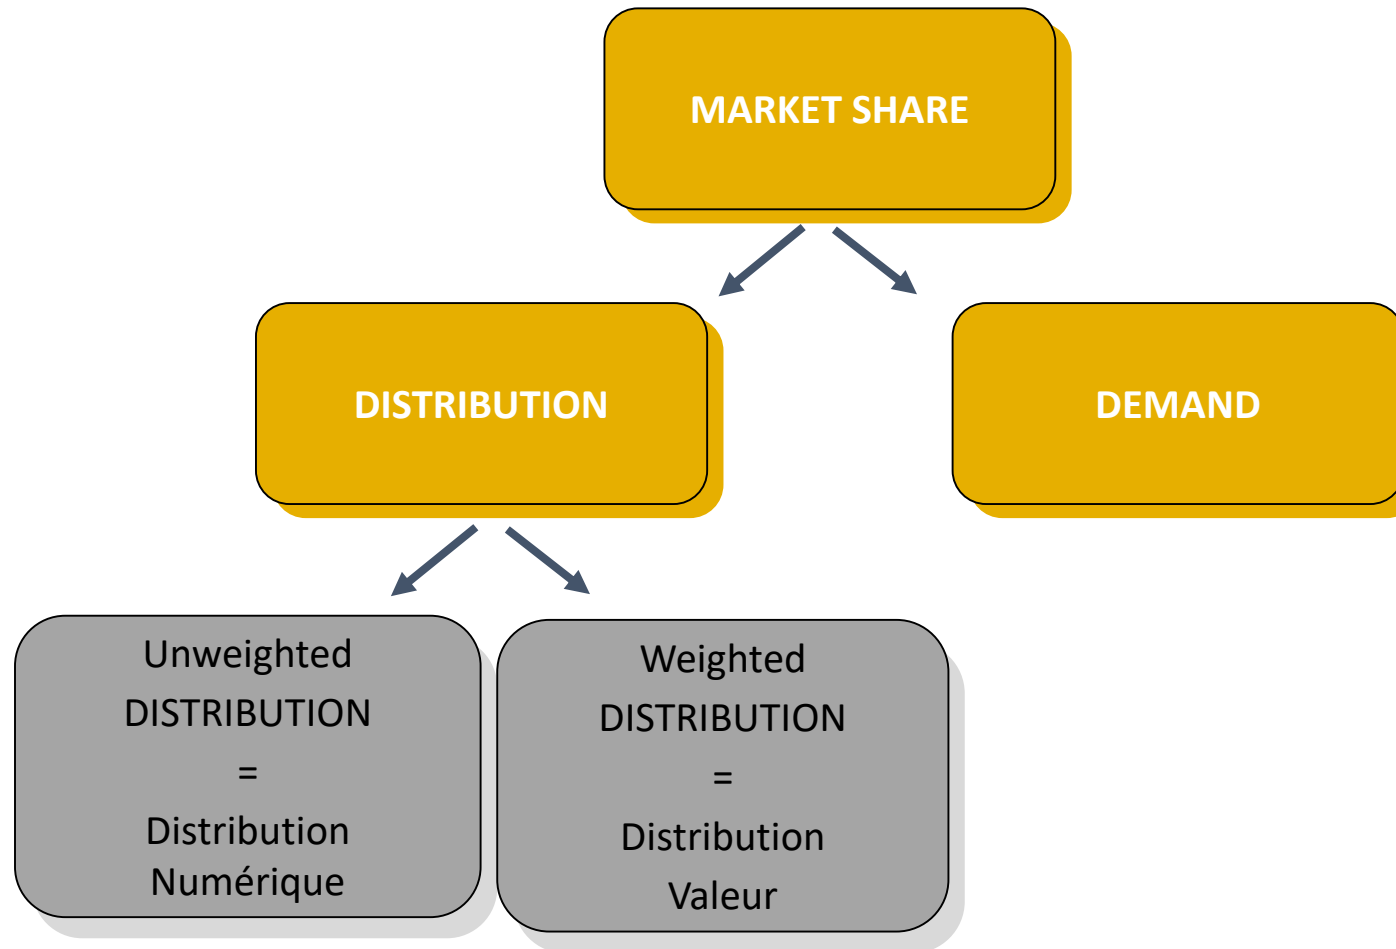 MARKET SHARE
DISTRIBUTION
DEMAND
Unweighted
DISTRIBUTION
=
Distribution
Numérique
Weighted
DISTRIBUTION
=
Distribution
Valeur